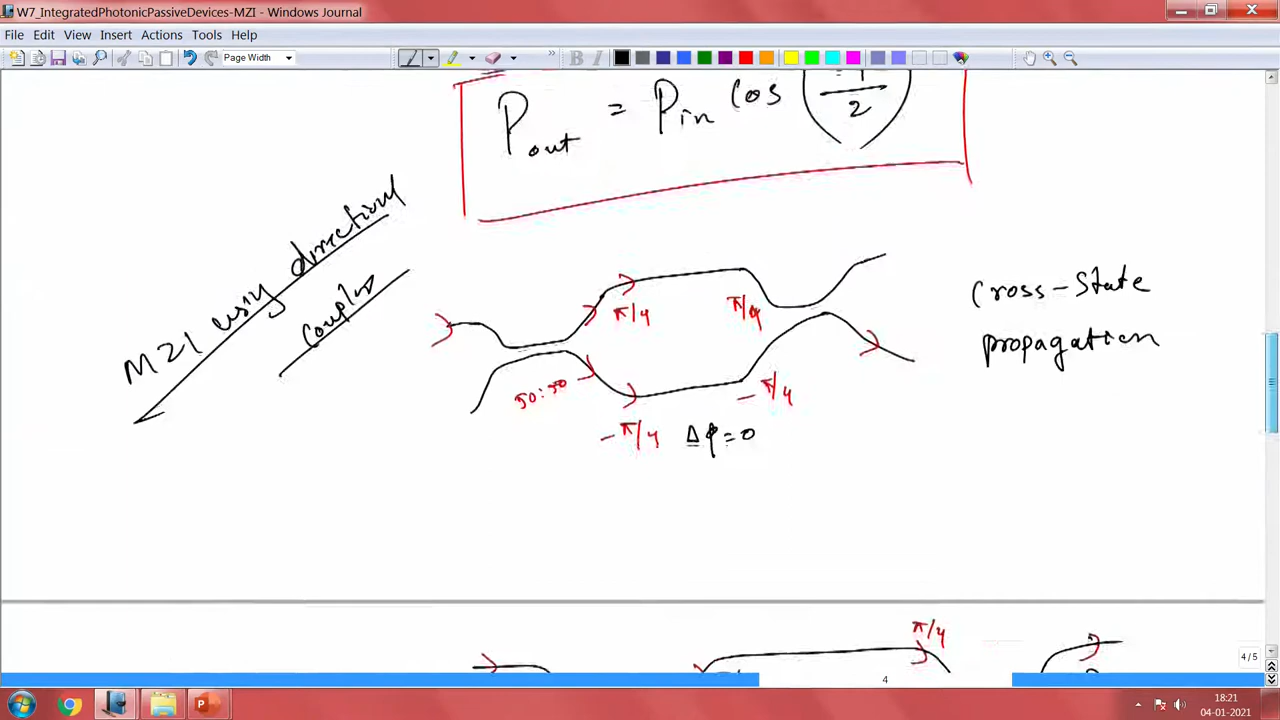 W7_IntegratedPhotonicPassiveDevices-MZI - Windows Journal
File Edit View Insert Actions Tools Help
Page Width
B I
P_out = P_in cos
2
MZI using directional
coupler
50:50
π/4
-π/4
π/4
-π/4
Δφ=0
Cross-State
propagation
π/4
4/5
4
18:21
04-01-2021